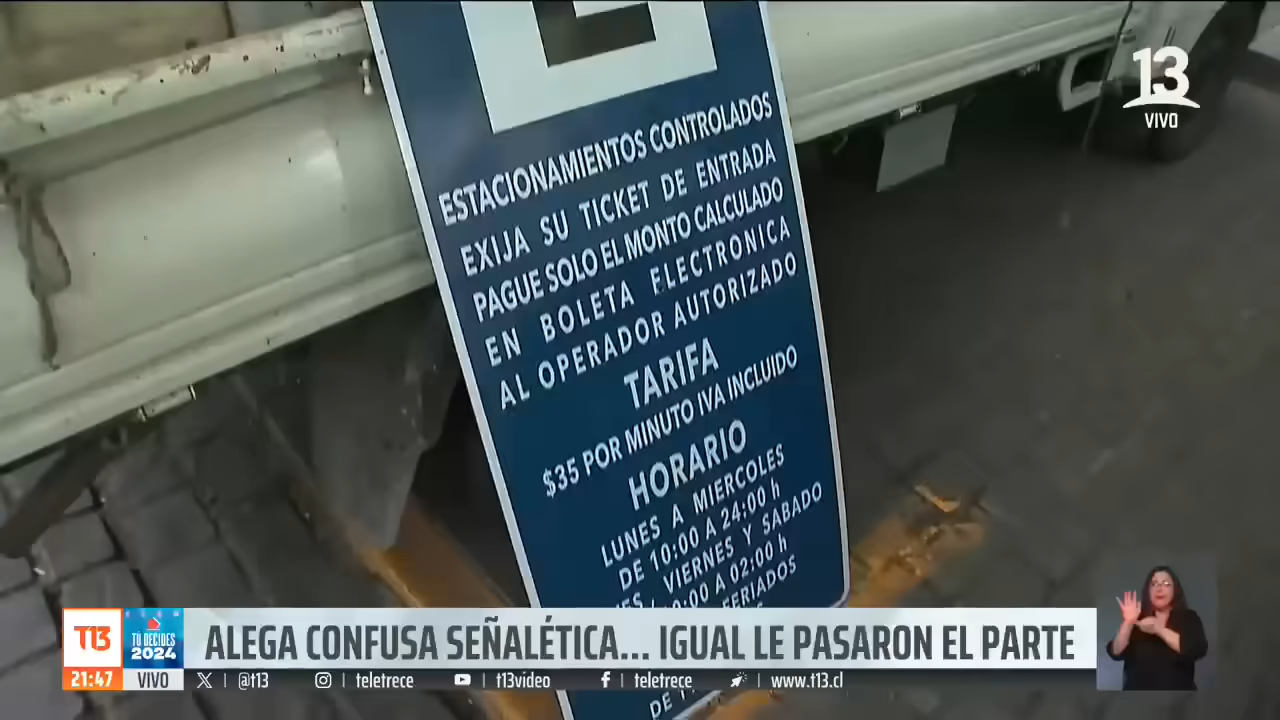 13
VIVO
ESTACIONAMIENTOS CONTROLADOS
EXIJA SU TICKET DE ENTRADA
PAGUE SOLO EL MONTO CALCULADO
EN BOLETA ELECTRONICA
AL OPERADOR AUTORIZADO
TARIFA
$35 POR MINUTO IVA INCLUIDO
HORARIO
LUNES A MIERCOLES
DE 10:00 A 24:00 h
VIERNES Y SABADO
A 02:00 h
FERIADOS
DE
T13
TÚ DECIDES
2024
ALEGA CONFUSA SEÑALÉTICA... IGUAL LE PASARON EL PARTE
21:47
VIVO
@t13
teletrece
t13video
teletrece
www.t13.cl